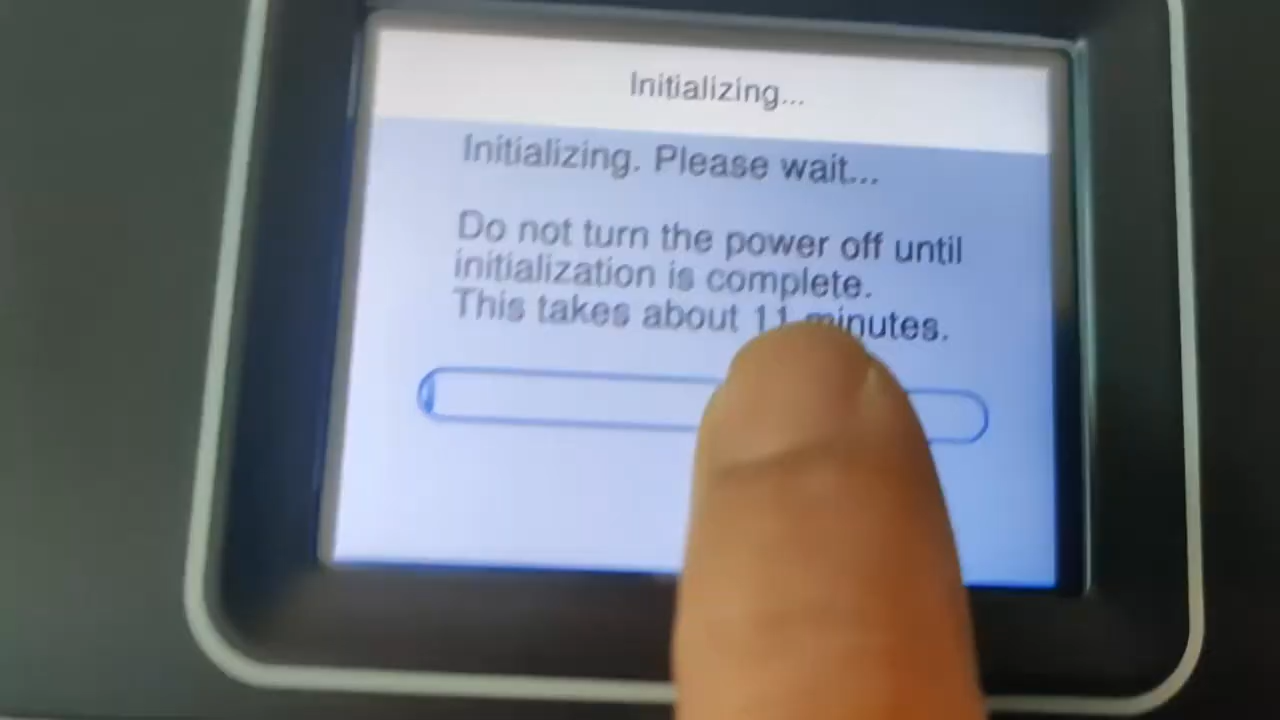 Initializing...
Initializing. Please wait...
Do not turn the power off until
initialization is complete.
This takes about 11 minutes.